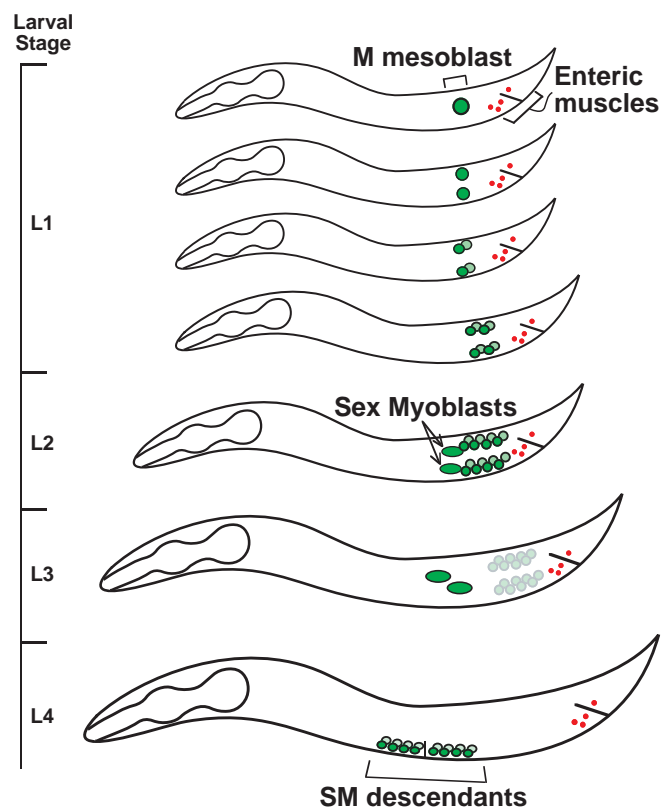 Larval
Stage
M mesoblast
Enteric
muscles
L1
Sex Myoblasts
L2
L3
L4
SM descendants